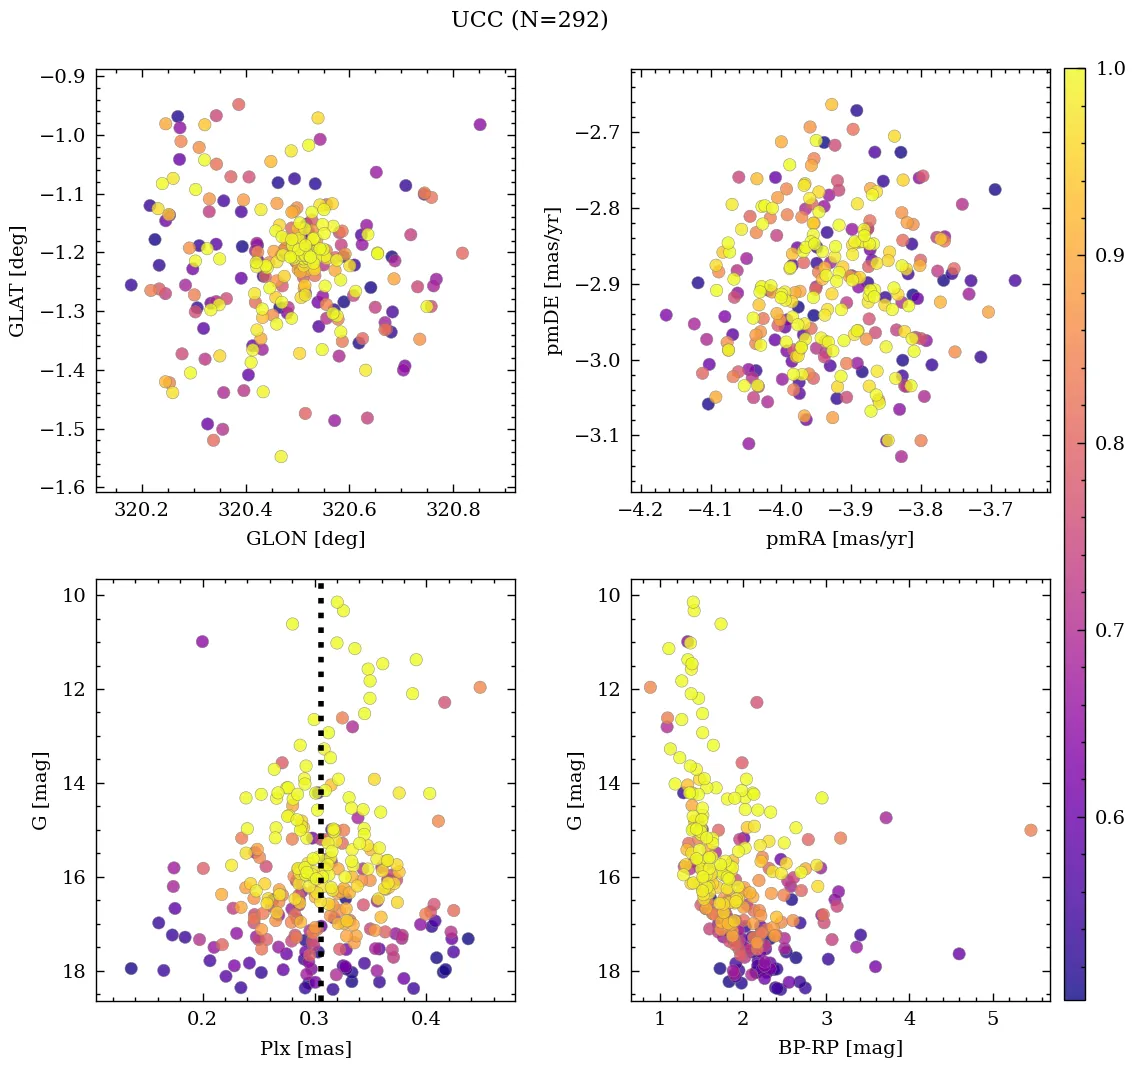 UCC (N=292)
−0.9
−1.0
−1.1
−1.2
−1.3
−1.4
−1.5
−1.6
GLAT [deg]
320.2 320.4 320.6 320.8
GLON [deg]
−2.7
−2.8
−2.9
−3.0
−3.1
pmDE [mas/yr]
−4.2 −4.1 −4.0 −3.9 −3.8 −3.7
pmRA [mas/yr]
10
12
14
16
18
G [mag]
0.2 0.3 0.4
Plx [mas]
10
12
14
16
18
G [mag]
1 2 3 4 5
BP-RP [mag]
1.0
0.9
0.8
0.7
0.6